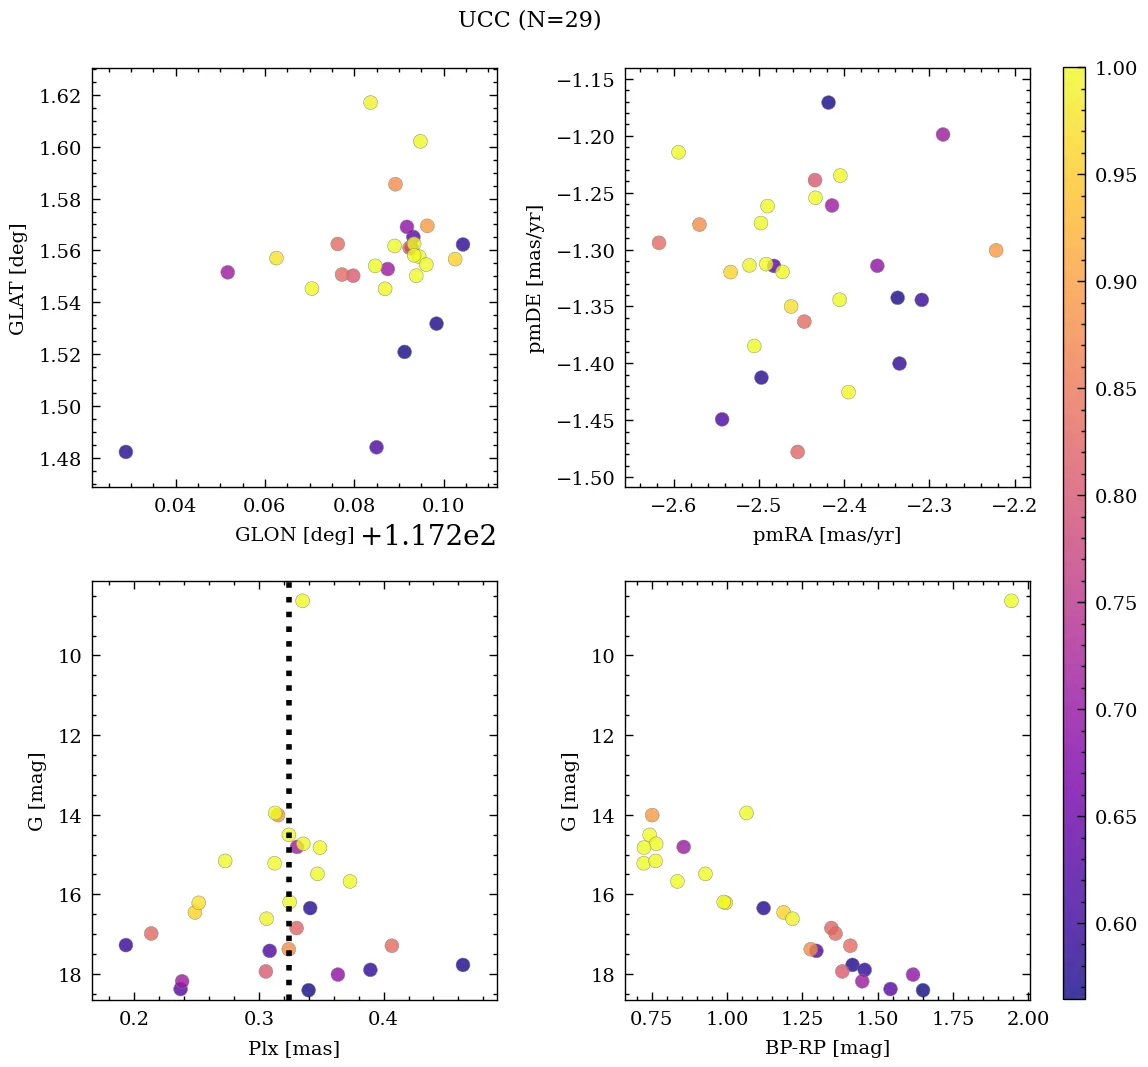 UCC (N=29)
1.62
1.60
1.58
1.56
1.54
1.52
1.50
1.48
GLAT [deg]
0.04 0.06 0.08 0.10
GLON [deg] +1.172e2
−1.15
−1.20
−1.25
−1.30
−1.35
−1.40
−1.45
−1.50
pmDE [mas/yr]
−2.6 −2.5 −2.4 −2.3 −2.2
pmRA [mas/yr]
10
12
14
16
18
G [mag]
0.2 0.3 0.4
Plx [mas]
10
12
14
16
18
G [mag]
0.75 1.00 1.25 1.50 1.75 2.00
BP-RP [mag]
1.00
0.95
0.90
0.85
0.80
0.75
0.70
0.65
0.60